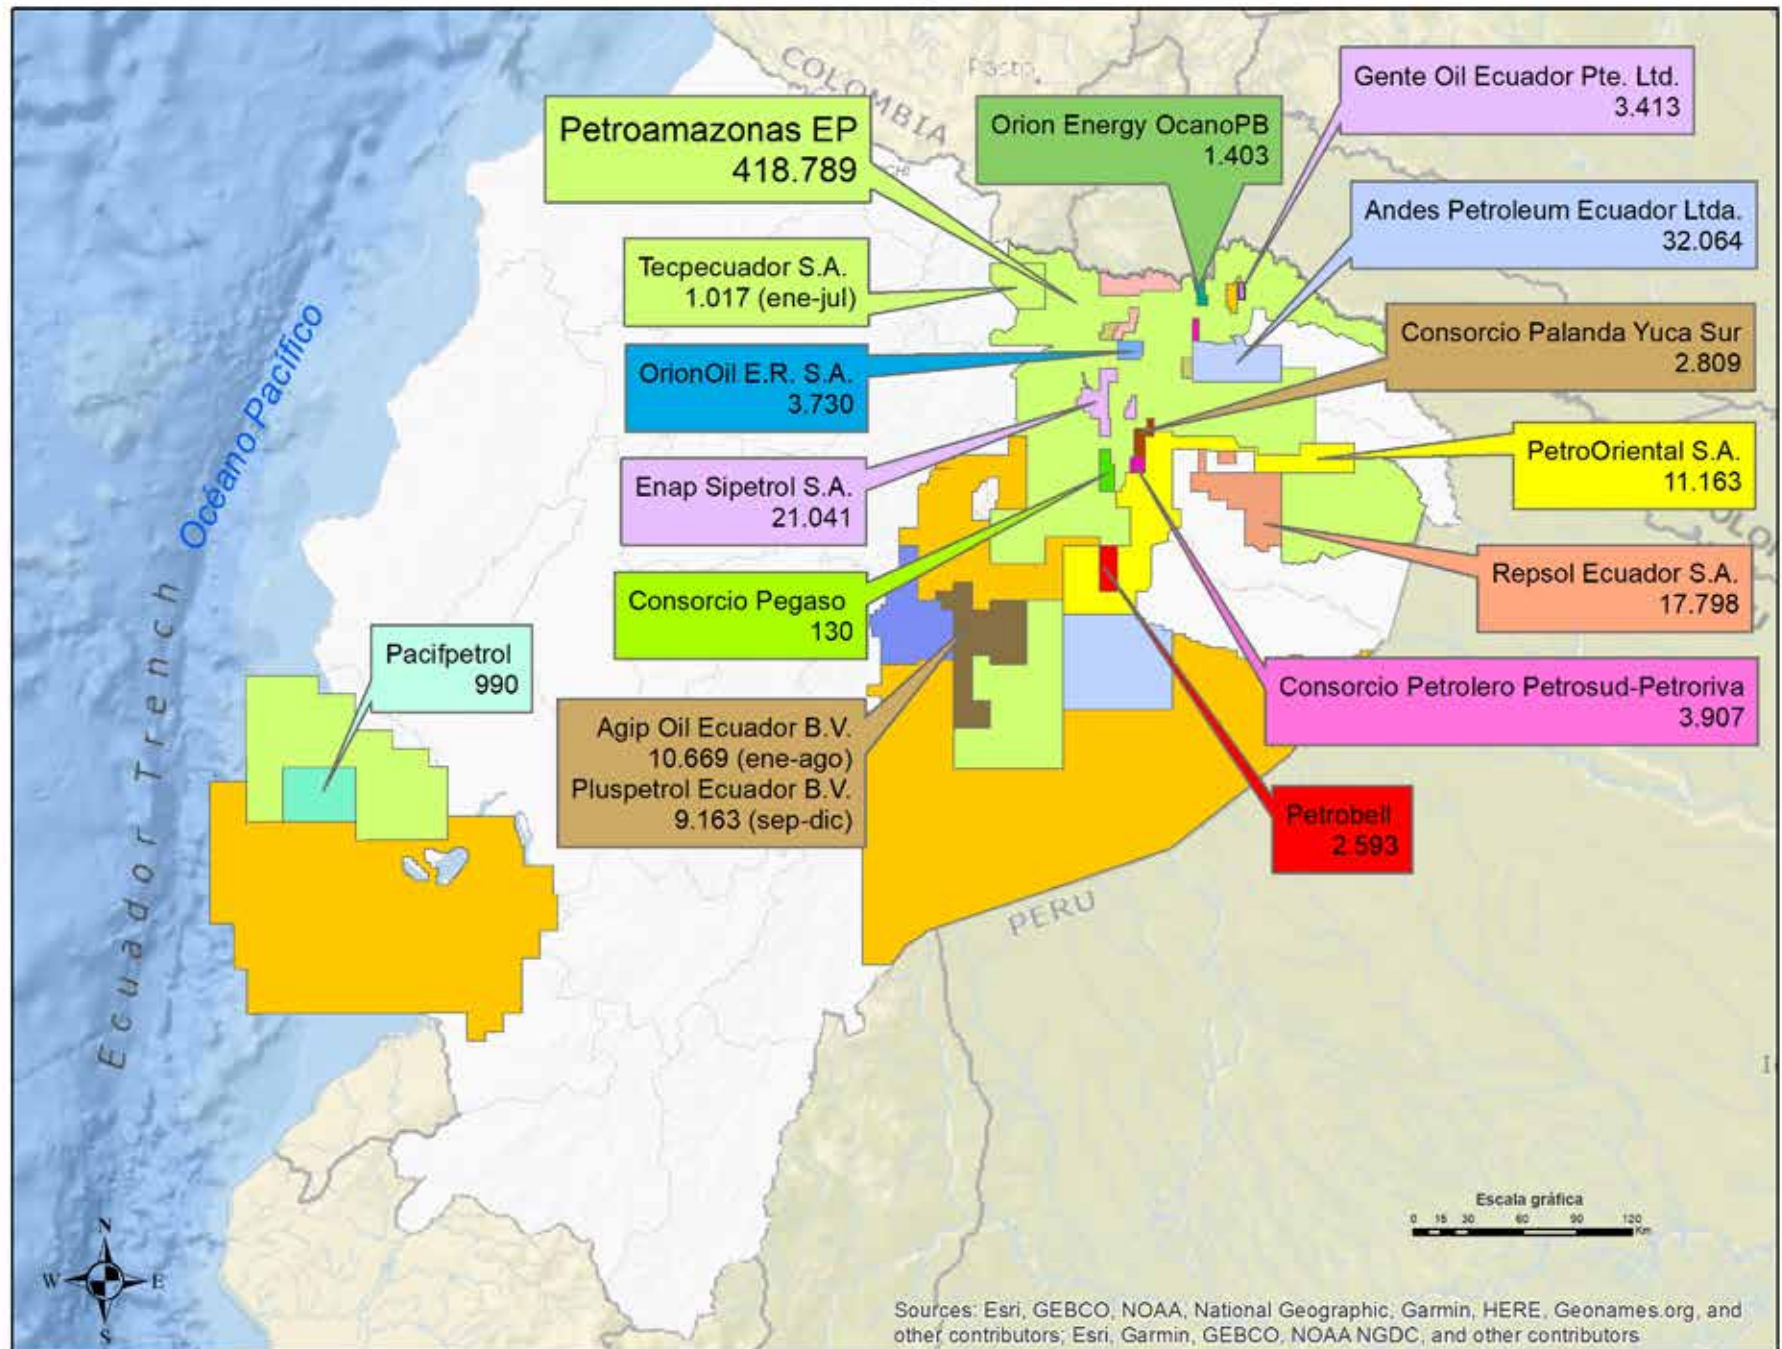 COLOMBIA
Pasto
Petroamazonas EP
418.789
Orion Energy OcanoPB
1.403
Gente Oil Ecuador Pte. Ltd.
3.413
Andes Petroleum Ecuador Ltda.
32.064
Tecpecuador S.A.
1.017 (ene-jul)
Consorcio Palanda Yuca Sur
2.809
OrionOil E.R. S.A.
3.730
PetroOriental S.A.
11.163
Enap Sipetrol S.A.
21.041
Repsol Ecuador S.A.
17.798
Consorcio Pegaso
130
Pacifpetrol
990
Consorcio Petrolero Petrosud-Petroriva
3.907
Agip Oil Ecuador B.V.
10.669 (ene-ago)
Pluspetrol Ecuador B.V.
9.163 (sep-dic)
Petrobell
2.593
Océano Pacífico
Ecuador Trench
PERU
Escala gráfica
0 15 30 60 90 120
Km
N
W E
S
Sources: Esri, GEBCO, NOAA, National Geographic, Garmin, HERE, Geonames.org, and
other contributors; Esri, Garmin, GEBCO, NOAA NGDC, and other contributors